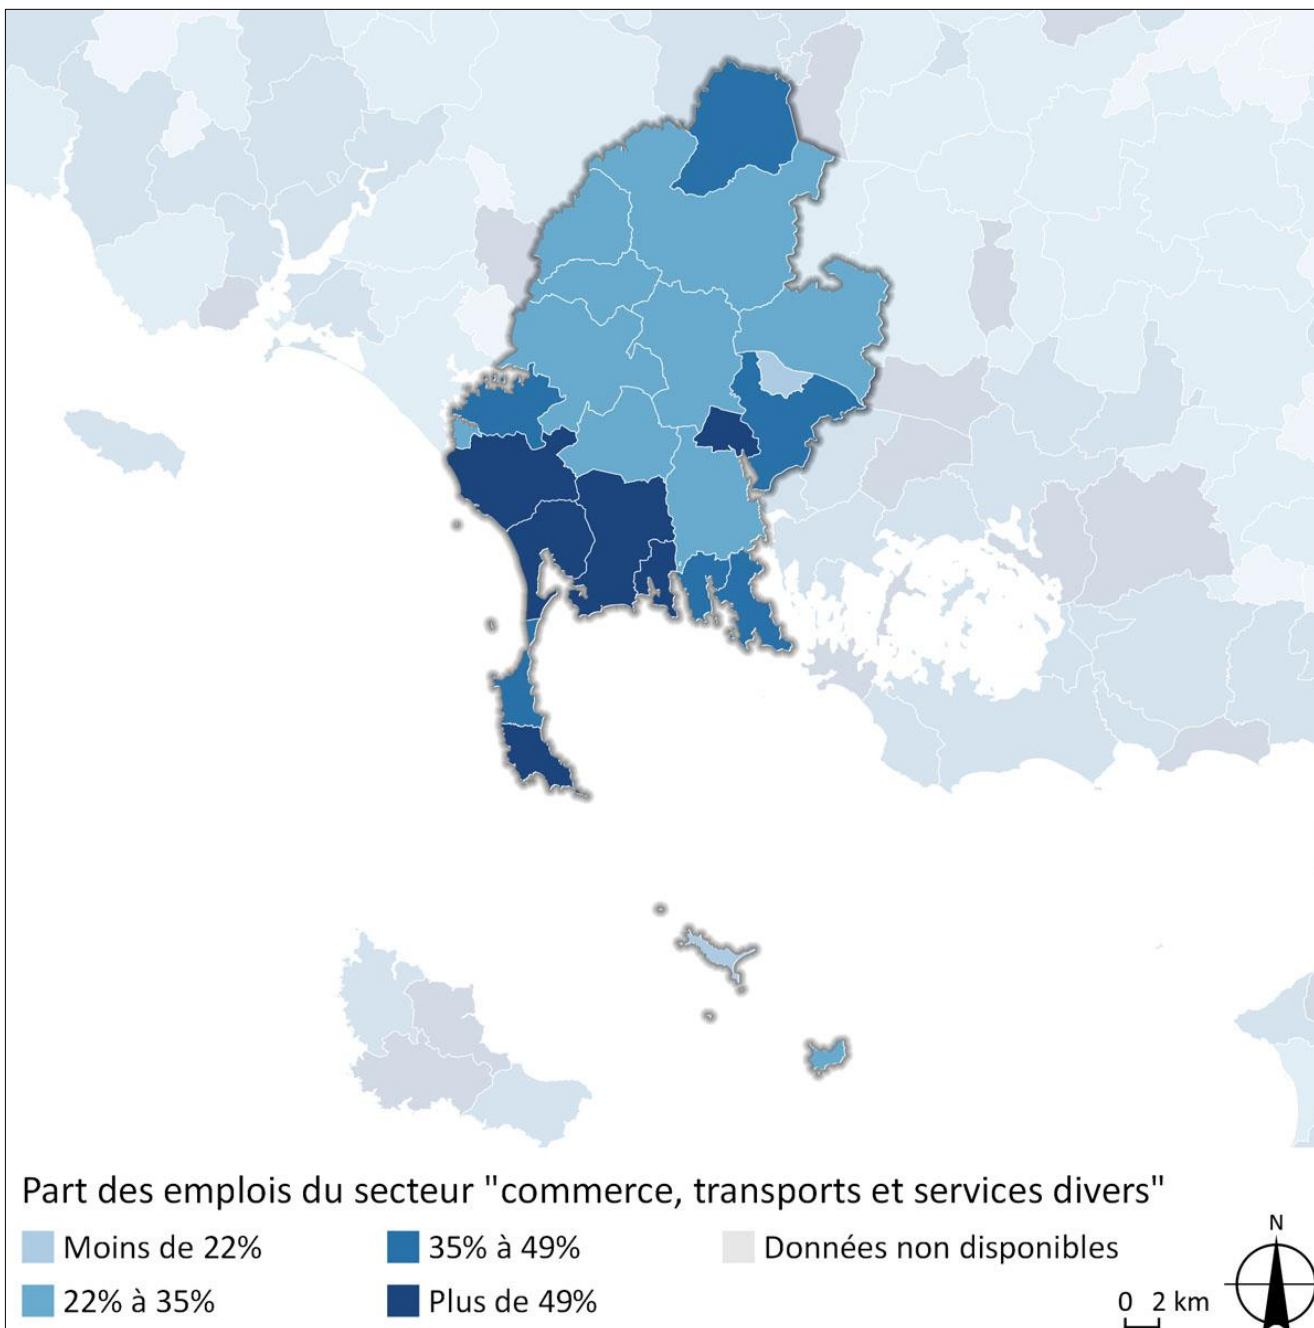 Part des emplois du secteur "commerce, transports et services divers"
Moins de 22%
35% à 49%
Données non disponibles
22% à 35%
Plus de 49%
N
0 2 km